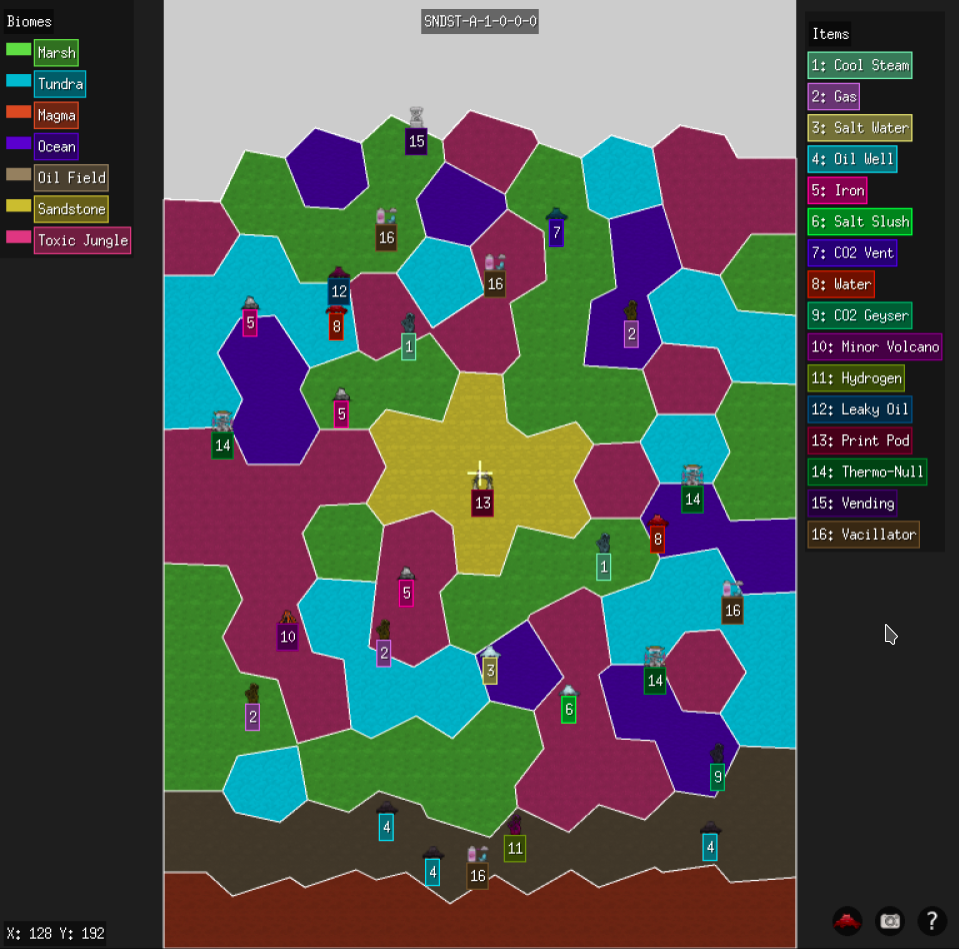 Biomes
Marsh
Tundra
Magma
Ocean
Oil Field
Sandstone
Toxic Jungle
SNDST-A-1-0-0-0
15
16
7
16
12
5
8
2
1
5
14
13
14
8
1
5
16
10
2
3
14
2
6
9
4
11
4
4
16
Items
1: Cool Steam
2: Gas
3: Salt Water
4: Oil Well
5: Iron
6: Salt Slush
7: CO2 Vent
8: Water
9: CO2 Geyser
10: Minor Volcano
11: Hydrogen
12: Leaky Oil
13: Print Pod
14: Thermo-Null
15: Vending
16: Vacillator
X: 128 Y: 192
?